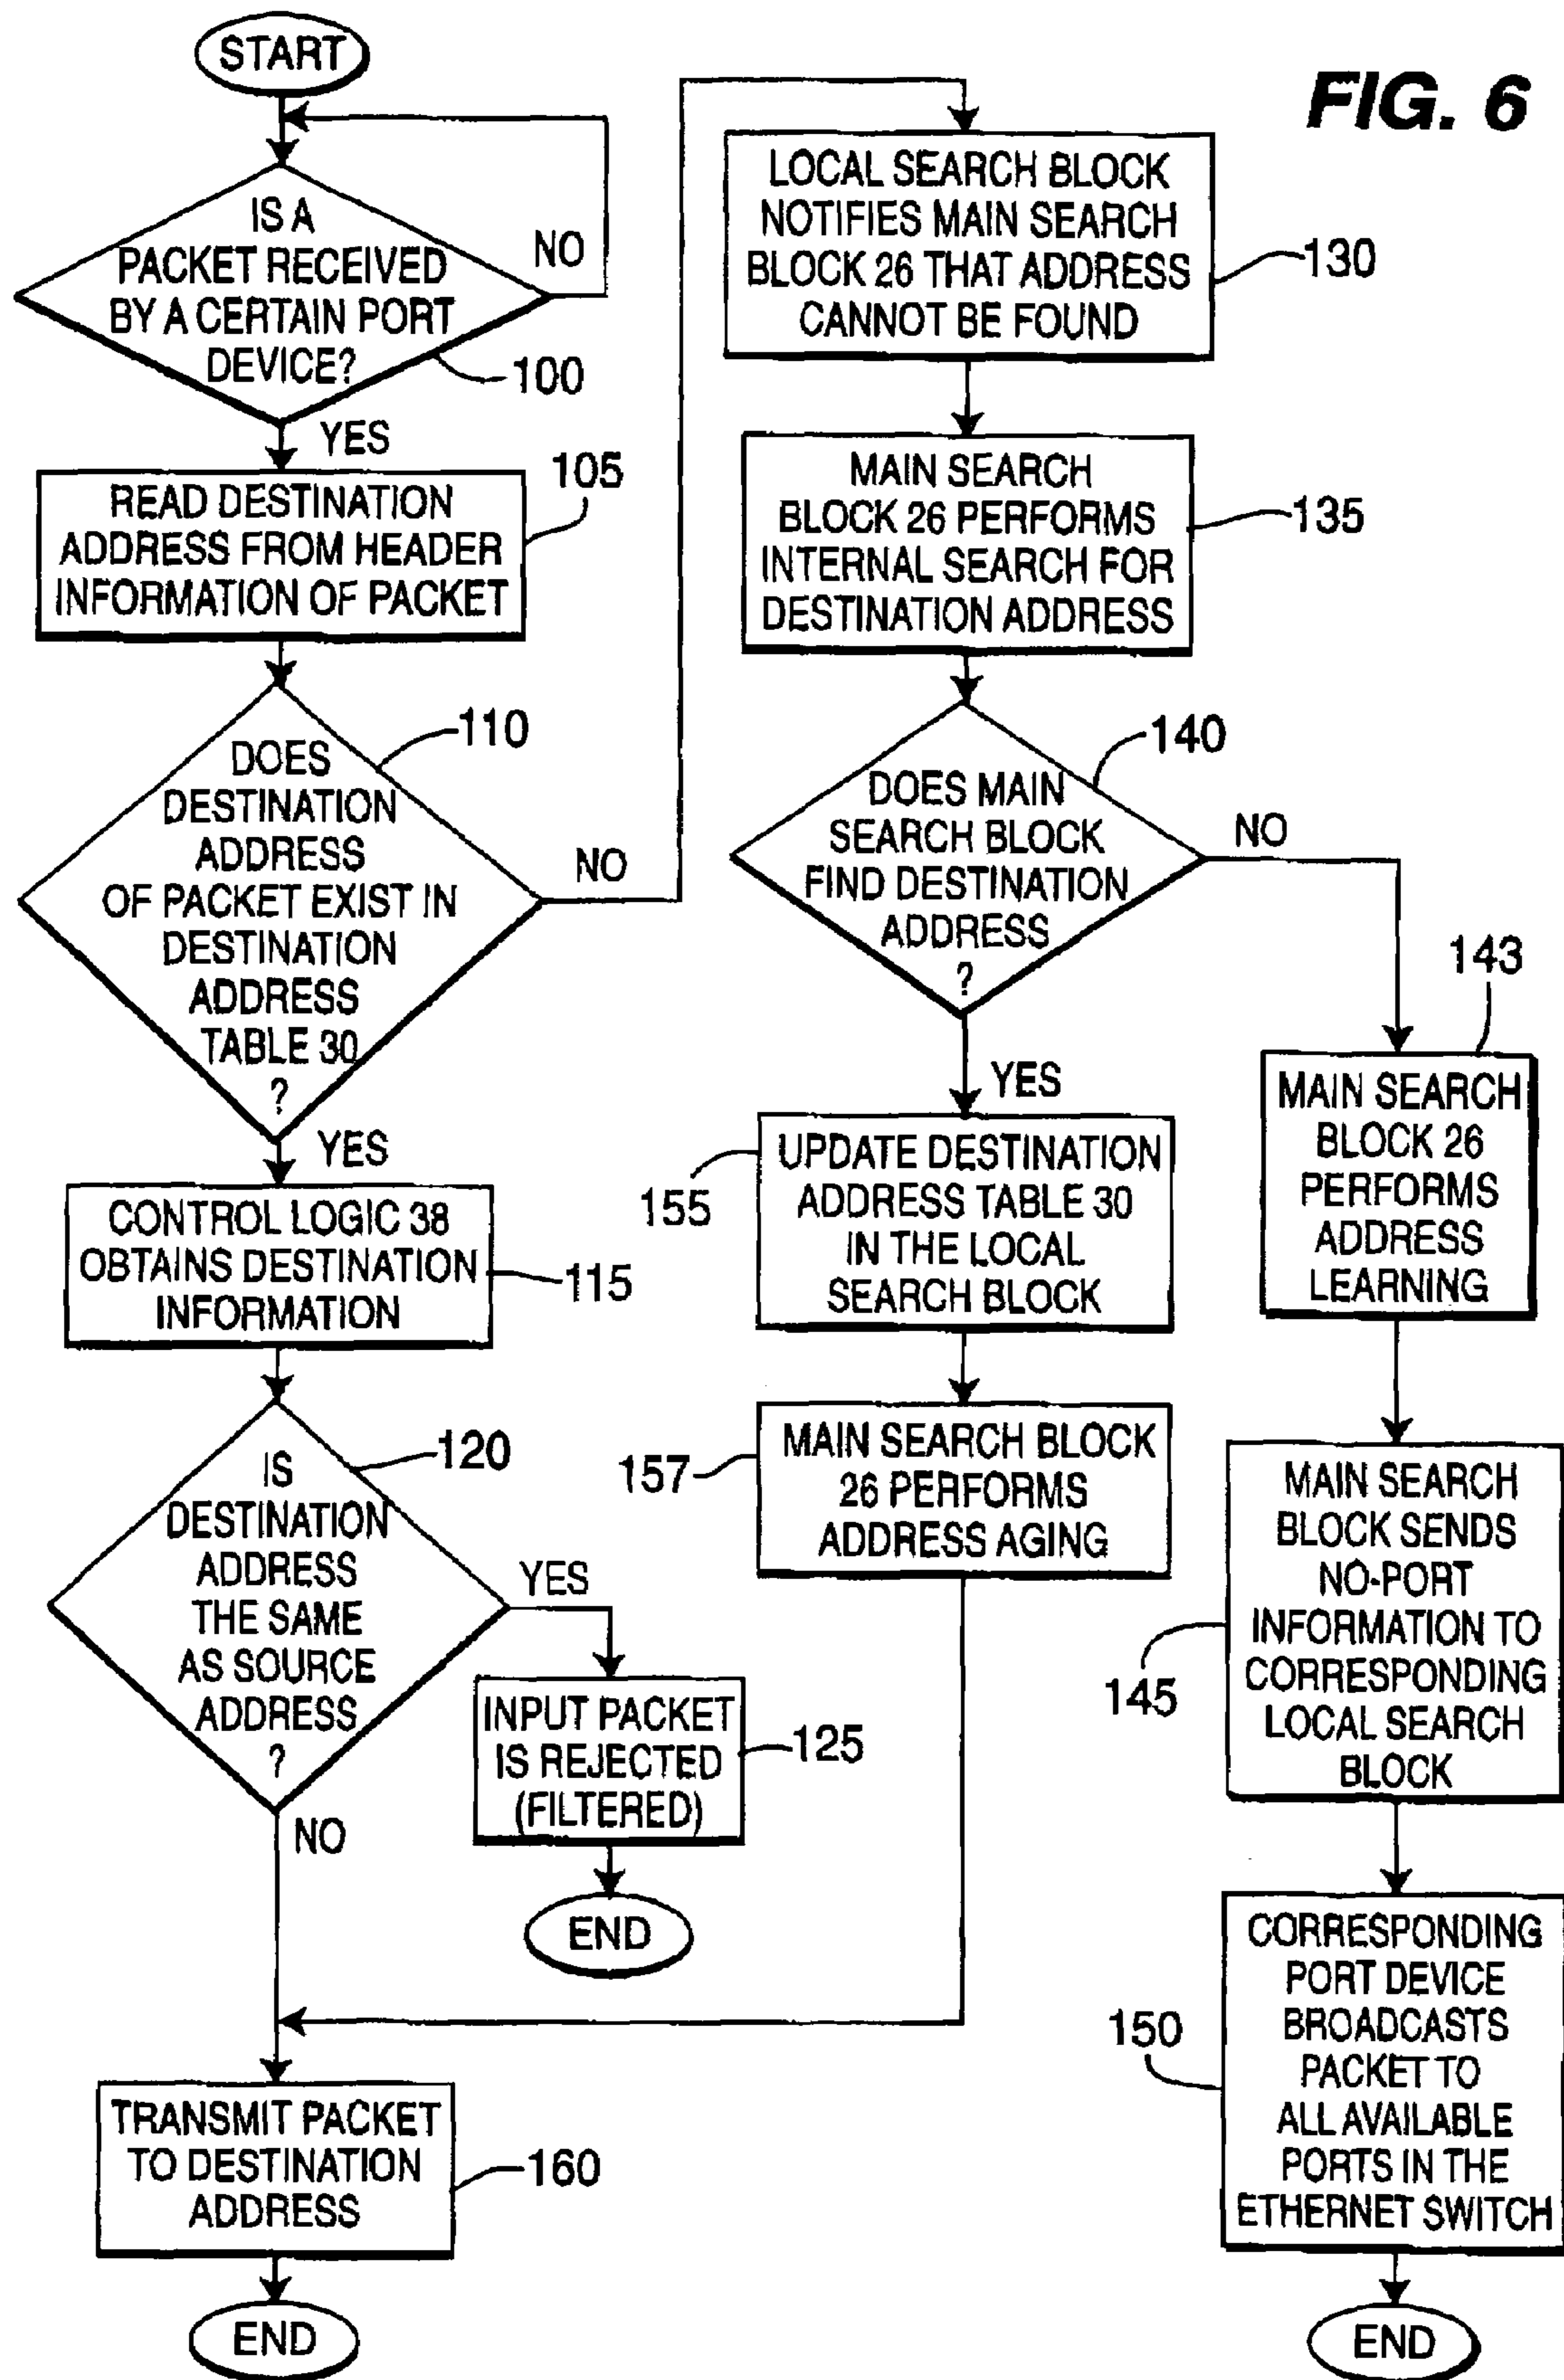 START
FIG. 6
IS A
PACKET RECEIVED
BY A CERTAIN PORT
DEVICE?
NO
100
YES
READ DESTINATION
ADDRESS FROM HEADER
INFORMATION OF PACKET
105
DOES
DESTINATION
ADDRESS
OF PACKET EXIST IN
DESTINATION
ADDRESS
TABLE 30
?
110
NO
YES
CONTROL LOGIC 38
OBTAINS DESTINATION
INFORMATION
115
IS
DESTINATION
ADDRESS
THE SAME
AS SOURCE
ADDRESS
?
120
YES
INPUT PACKET
IS REJECTED
(FILTERED)
125
END
NO
TRANSMIT PACKET
TO DESTINATION
ADDRESS
160
END
LOCAL SEARCH BLOCK
NOTIFIES MAIN SEARCH
BLOCK 26 THAT ADDRESS
CANNOT BE FOUND
130
MAIN SEARCH
BLOCK 26 PERFORMS
INTERNAL SEARCH FOR
DESTINATION ADDRESS
135
DOES MAIN
SEARCH BLOCK
FIND DESTINATION
ADDRESS
?
140
NO
YES
UPDATE DESTINATION
ADDRESS TABLE 30
IN THE LOCAL
SEARCH BLOCK
155
MAIN SEARCH BLOCK
26 PERFORMS
ADDRESS AGING
157
143
MAIN SEARCH
BLOCK 26
PERFORMS
ADDRESS
LEARNING
MAIN SEARCH
BLOCK SENDS
NO-PORT
INFORMATION TO
CORRESPONDING
LOCAL SEARCH
BLOCK
145
CORRESPONDING
PORT DEVICE
BROADCASTS
PACKET TO
ALL AVAILABLE
PORTS IN THE
ETHERNET SWITCH
150
END